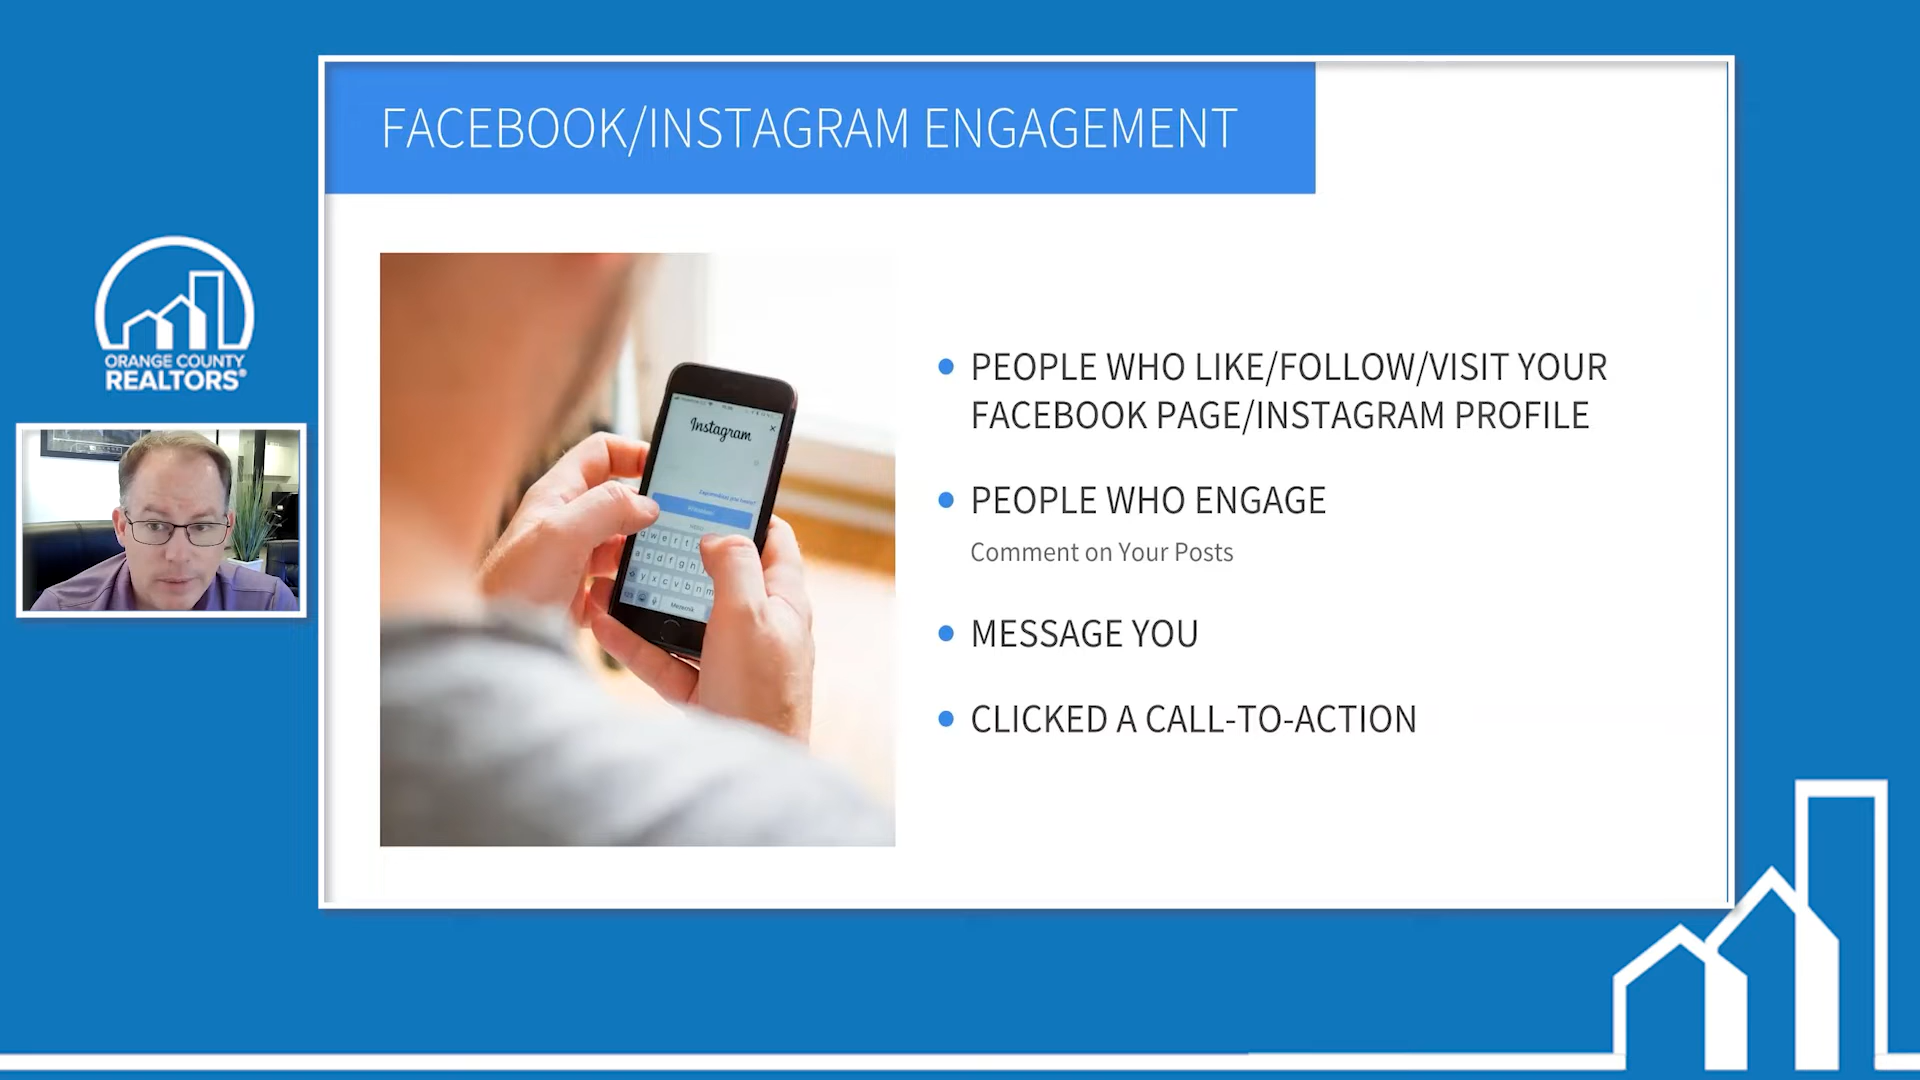 FACEBOOK/INSTAGRAM ENGAGEMENT
ORANGE COUNTY
REALTORS®
Instagram
q w e r t z
a s d f g h j
y x c v b n m
123
PEOPLE WHO LIKE/FOLLOW/VISIT YOUR
FACEBOOK PAGE/INSTAGRAM PROFILE
PEOPLE WHO ENGAGE
Comment on Your Posts
MESSAGE YOU
CLICKED A CALL-TO-ACTION